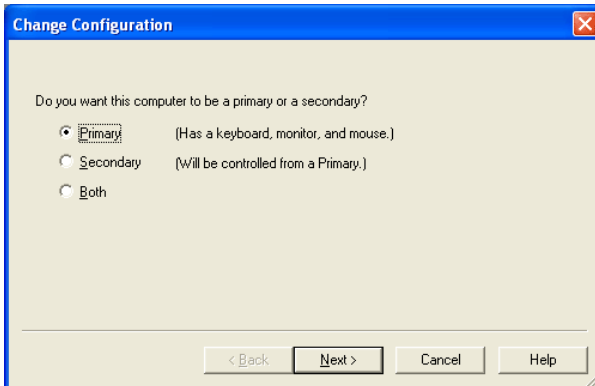 Change Configuration
Do you want this computer to be a primary or a secondary?
Primary (Has a keyboard, monitor, and mouse.)
Secondary (Will be controlled from a Primary.)
Both
< Back Next > Cancel Help